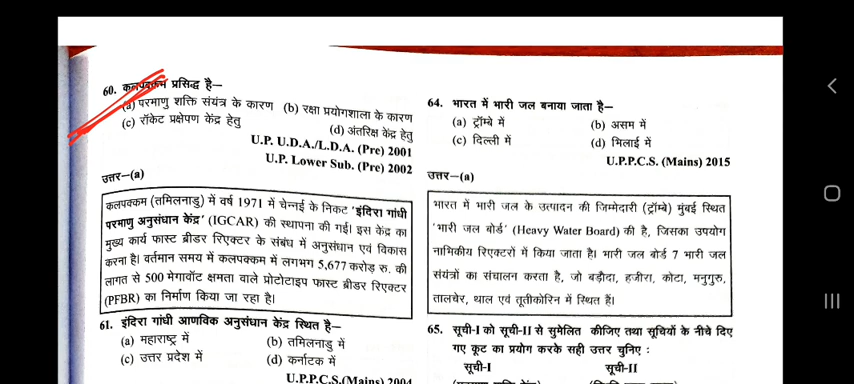 60. कलपक्कम प्रसिद्ध है—
(a) परमाणु शक्ति संयंत्र के कारण (b) रक्षा प्रयोगशाला के कारण
(c) रॉकेट प्रक्षेपण केंद्र हेतु (d) अंतरिक्ष केंद्र हेतु
U.P. U.D.A./L.D.A. (Pre) 2001
U.P. Lower Sub. (Pre) 2002
उत्तर—(a)
कलपक्कम (तमिलनाडु) में वर्ष 1971 में चेन्नई के निकट 'इंदिरा गांधी
परमाणु अनुसंधान केंद्र' (IGCAR) की स्थापना की गई। इस केंद्र का
मुख्य कार्य फास्ट ब्रीडर रिएक्टर के संबंध में अनुसंधान एवं विकास
करना है। वर्तमान समय में कलपक्कम में लगभग 5,677 करोड़ रु. की
लागत से 500 मेगावॉट क्षमता वाले प्रोटोटाइप फास्ट ब्रीडर रिएक्टर
(PFBR) का निर्माण किया जा रहा है।
61. इंदिरा गांधी आणविक अनुसंधान केंद्र स्थित है—
(a) महाराष्ट्र में (b) तमिलनाडु में
(c) उत्तर प्रदेश में (d) कर्नाटक में
U.P.P.C.S.(Mains) 2004
64. भारत में भारी जल बनाया जाता है—
(a) ट्रॉम्बे में (b) असम में
(c) दिल्ली में (d) भिलाई में
U.P.P.C.S. (Mains) 2015
उत्तर—(a)
भारत में भारी जल के उत्पादन की जिम्मेदारी (ट्रॉम्बे) मुंबई स्थित
'भारी जल बोर्ड' (Heavy Water Board) की है, जिसका उपयोग
नाभिकीय रिएक्टरों में किया जाता है। भारी जल बोर्ड 7 भारी जल
संयंत्रों का संचालन करता है, जो बड़ौदा, हजीरा, कोटा, मनुगुरु,
तालचेर, थाल एवं तूतीकोरिन में स्थित हैं।
65. सूची-I को सूची-II से सुमेलित कीजिए तथा सूचियों के नीचे दिए
गए कूट का प्रयोग करके सही उत्तर चुनिए :
सूची-I सूची-II